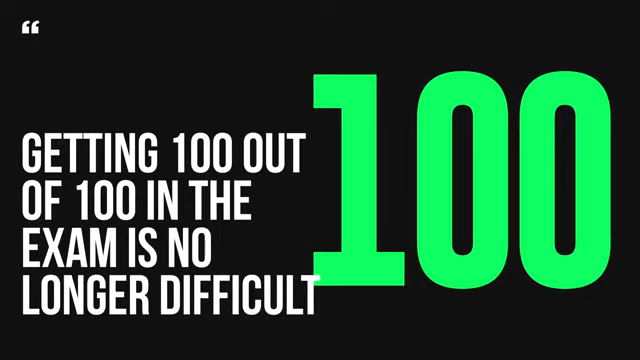 “
GETTING 100 OUT
OF 100 IN THE
EXAM IS NO
LONGER DIFFICULT
100